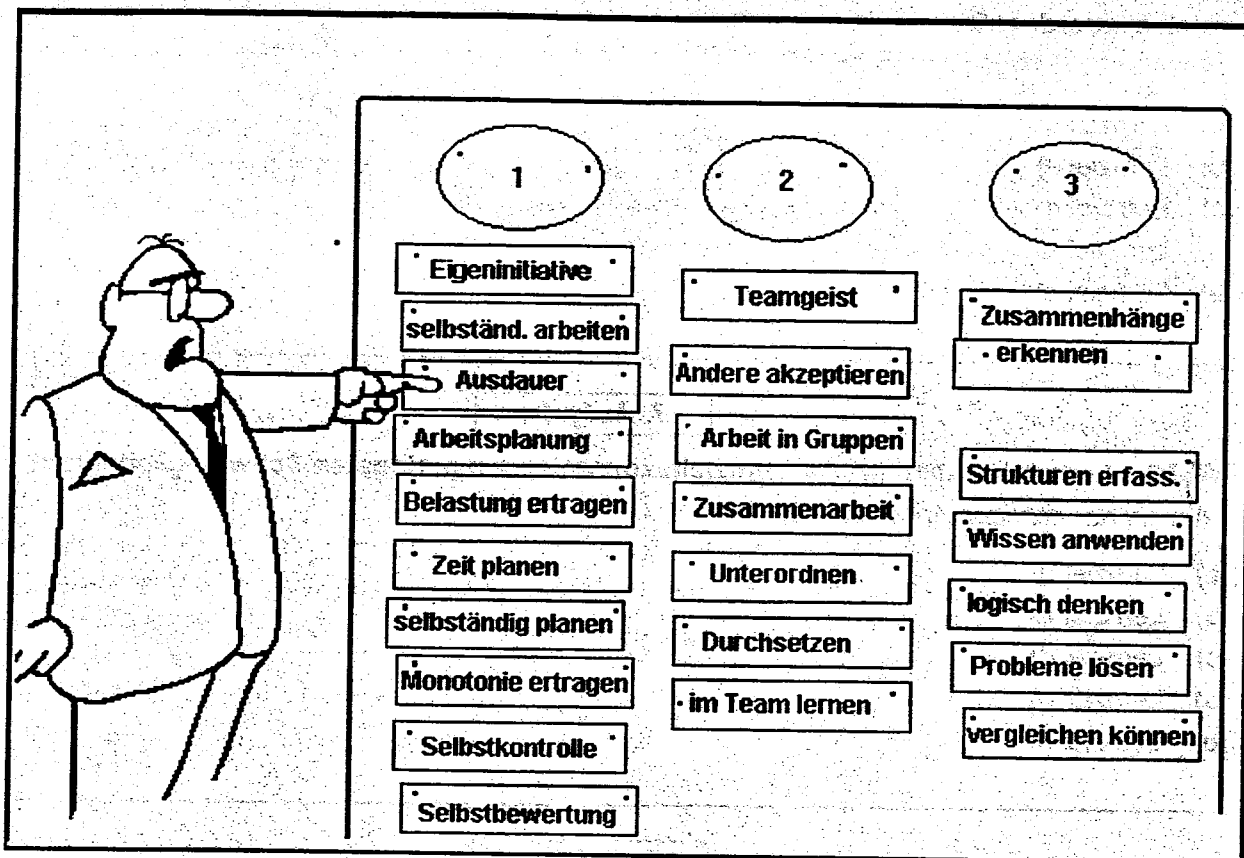 1
Eigeninitiative
selbständ. arbeiten
Ausdauer
Arbeitsplanung
Belastung ertragen
Zeit planen
selbständig planen
Monotonie ertragen
Selbstkontrolle
Selbstbewertung
2
Teamgeist
Andere akzeptieren
Arbeit in Gruppen
Zusammenarbeit
Unterordnen
Durchsetzen
im Team lernen
3
Zusammenhänge
erkennen
Strukturen erfass.
Wissen anwenden
logisch denken
Probleme lösen
vergleichen können